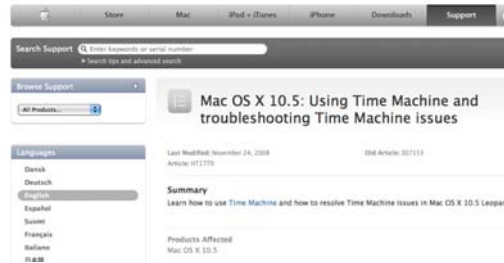 Store Mac iPod + iTunes iPhone Downloads Support
Search Support Enter keywords or serial number
Search tips and advanced search
Browse Support
All Products...
Mac OS X 10.5: Using Time Machine and
troubleshooting Time Machine issues
Languages
Last Modified: November 24, 2008 Old Article: 307153
Article: HT1770
Dansk
Deutsch
English
Español
Suomi
Français
Italiano
日本語
Summary
Learn how to use Time Machine and how to resolve Time Machine issues in Mac OS X 10.5 Leopar
Products Affected
Mac OS X 10.5